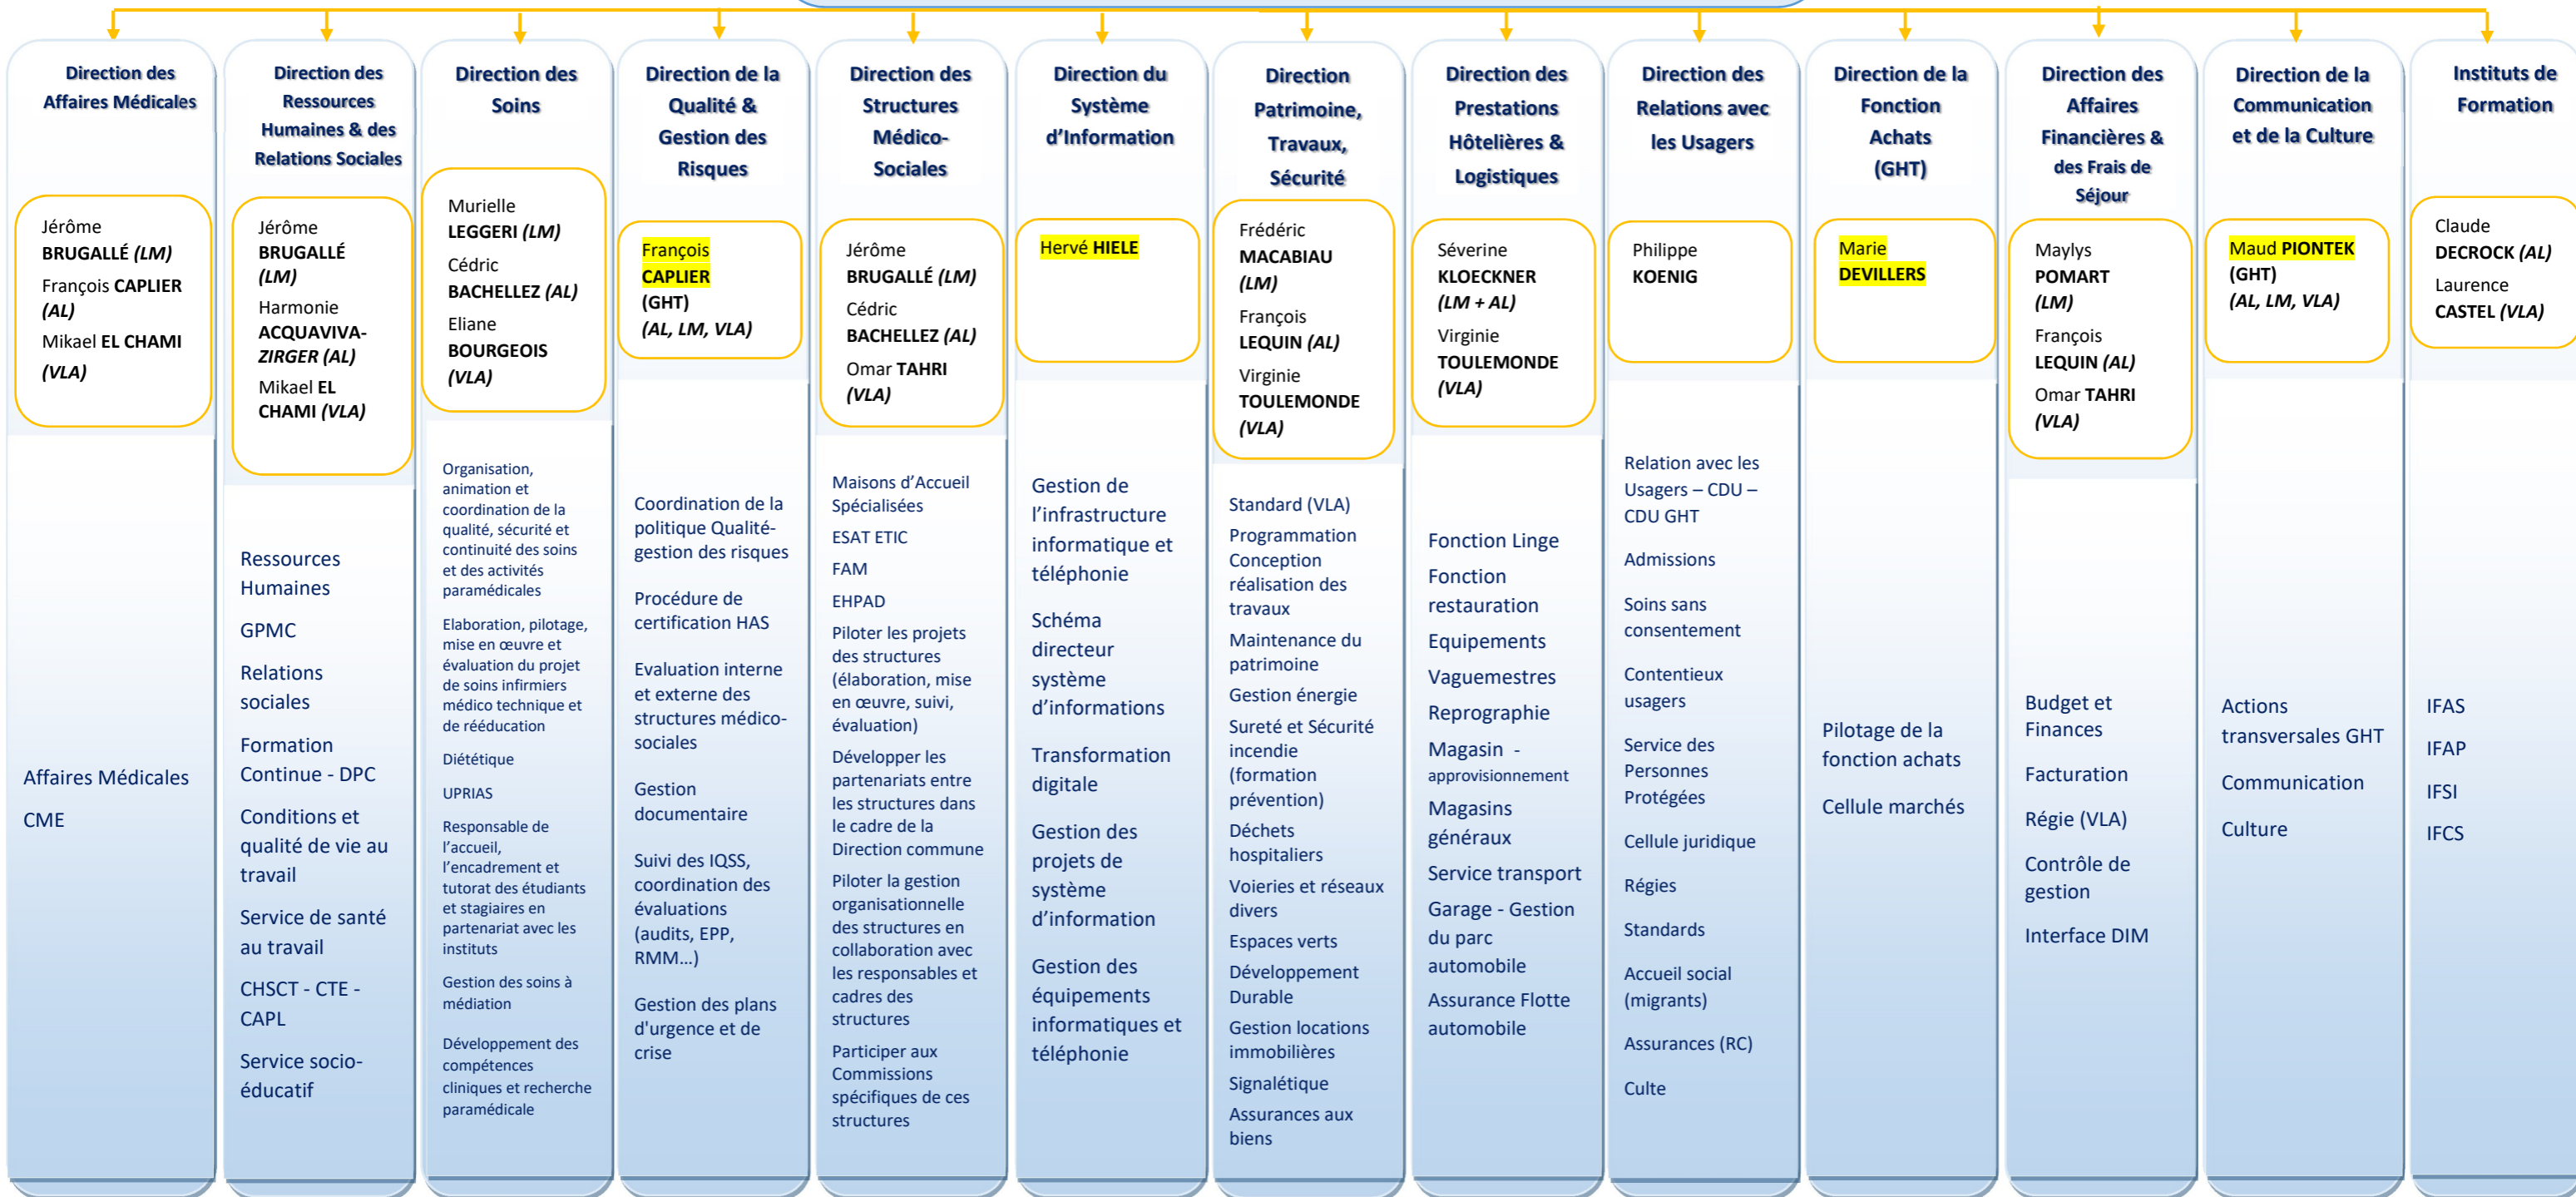 Direction des
Affaires Médicales
Jérôme
BRUGALLÉ (LM)
François CAPLIER
(AL)
Mikael EL CHAMI
(VLA)
Affaires Médicales
CME
Direction des
Ressources
Humaines & des
Relations Sociales
Jérôme
BRUGALLÉ
(LM)
Harmonie
ACQUAVIVA-
ZIRGER (AL)
Mikael EL
CHAMI (VLA)
Ressources
Humaines
GPMC
Relations
sociales
Formation
Continue - DPC
Conditions et
qualité de vie au
travail
Service de santé
au travail
CHSCT - CTE -
CAPL
Service socio-
éducatif
Direction des
Soins
Murielle
LEGGERI (LM)
Cédric
BACHELLEZ (AL)
Eliane
BOURGEOIS
(VLA)
Organisation,
animation et
coordination de la
qualité, sécurité et
continuité des soins
et des activités
paramédicales
Elaboration, pilotage,
mise en œuvre et
évaluation du projet
de soins infirmiers
médico technique et
de rééducation
Diététique
UPRIAS
Responsable de
l’accueil,
l’encadrement et
tutorat des étudiants
et stagiaires en
partenariat avec les
instituts
Gestion des soins à
médiation
Développement des
compétences
cliniques et recherche
paramédicale
Direction de la
Qualité &
Gestion des
Risques
François
CAPLIER
(GHT)
(AL, LM, VLA)
Coordination de la
politique Qualité-
gestion des risques
Procédure de
certification HAS
Evaluation interne
et externe des
structures médico-
sociales
Gestion
documentaire
Suivi des IQSS,
coordination des
évaluations
(audits, EPP,
RMM…)
Gestion des plans
d'urgence et de
crise
Direction des
Structures
Médico-
Sociales
Jérôme
BRUGALLÉ (LM)
Cédric
BACHELLEZ (AL)
Omar TAHRI
(VLA)
Maisons d’Accueil
Spécialisées
ESAT ETIC
FAM
EHPAD
Piloter les projets
des structures
(élaboration, mise
en œuvre, suivi,
évaluation)
Développer les
partenariats entre
les structures dans
le cadre de la
Direction commune
Piloter la gestion
organisationnelle
des structures en
collaboration avec
les responsables et
cadres des
structures
Participer aux
Commissions
spécifiques de ces
structures
Direction du
Système
d’Information
Hervé HIELE
Gestion de
l’infrastructure
informatique et
téléphonie
Schéma
directeur
système
d’informations
Transformation
digitale
Gestion des
projets de
système
d’information
Gestion des
équipements
informatiques et
téléphonie
Direction
Patrimoine,
Travaux,
Sécurité
Frédéric
MACABIAU
(LM)
François
LEQUIN (AL)
Virginie
TOULEMONDE
(VLA)
Standard (VLA)
Programmation
Conception
réalisation des
travaux
Maintenance du
patrimoine
Gestion énergie
Sureté et Sécurité
incendie
(formation
prévention)
Déchets
hospitaliers
Voieries et réseaux
divers
Espaces verts
Développement
Durable
Gestion locations
immobilières
Signalétique
Assurances aux
biens
Direction des
Prestations
Hôtelières &
Logistiques
Séverine
KLOECKNER
(LM + AL)
Virginie
TOULEMONDE
(VLA)
Fonction Linge
Fonction
restauration
Equipements
Vaguemestres
Reprographie
Magasin -
approvisionnement
Magasins
généraux
Service transport
Garage - Gestion
du parc
automobile
Assurance Flotte
automobile
Direction des
Relations avec
les Usagers
Philippe
KOENIG
Relation avec les
Usagers – CDU –
CDU GHT
Admissions
Soins sans
consentement
Contentieux
usagers
Service des
Personnes
Protégées
Cellule juridique
Régies
Standards
Accueil social
(migrants)
Assurances (RC)
Culte
Direction de la
Fonction
Achats
(GHT)
Marie
DEVILLERS
Pilotage de la
fonction achats
Cellule marchés
Direction des
Affaires
Financières &
des Frais de
Séjour
Maylys
POMART
(LM)
François
LEQUIN (AL)
Omar TAHRI
(VLA)
Budget et
Finances
Facturation
Régie (VLA)
Contrôle de
gestion
Interface DIM
Direction de la
Communication
et de la Culture
Maud PIONTEK
(GHT)
(AL, LM, VLA)
Actions
transversales GHT
Communication
Culture
Instituts de
Formation
Claude
DECROCK (AL)
Laurence
CASTEL (VLA)
IFAS
IFAP
IFSI
IFCS